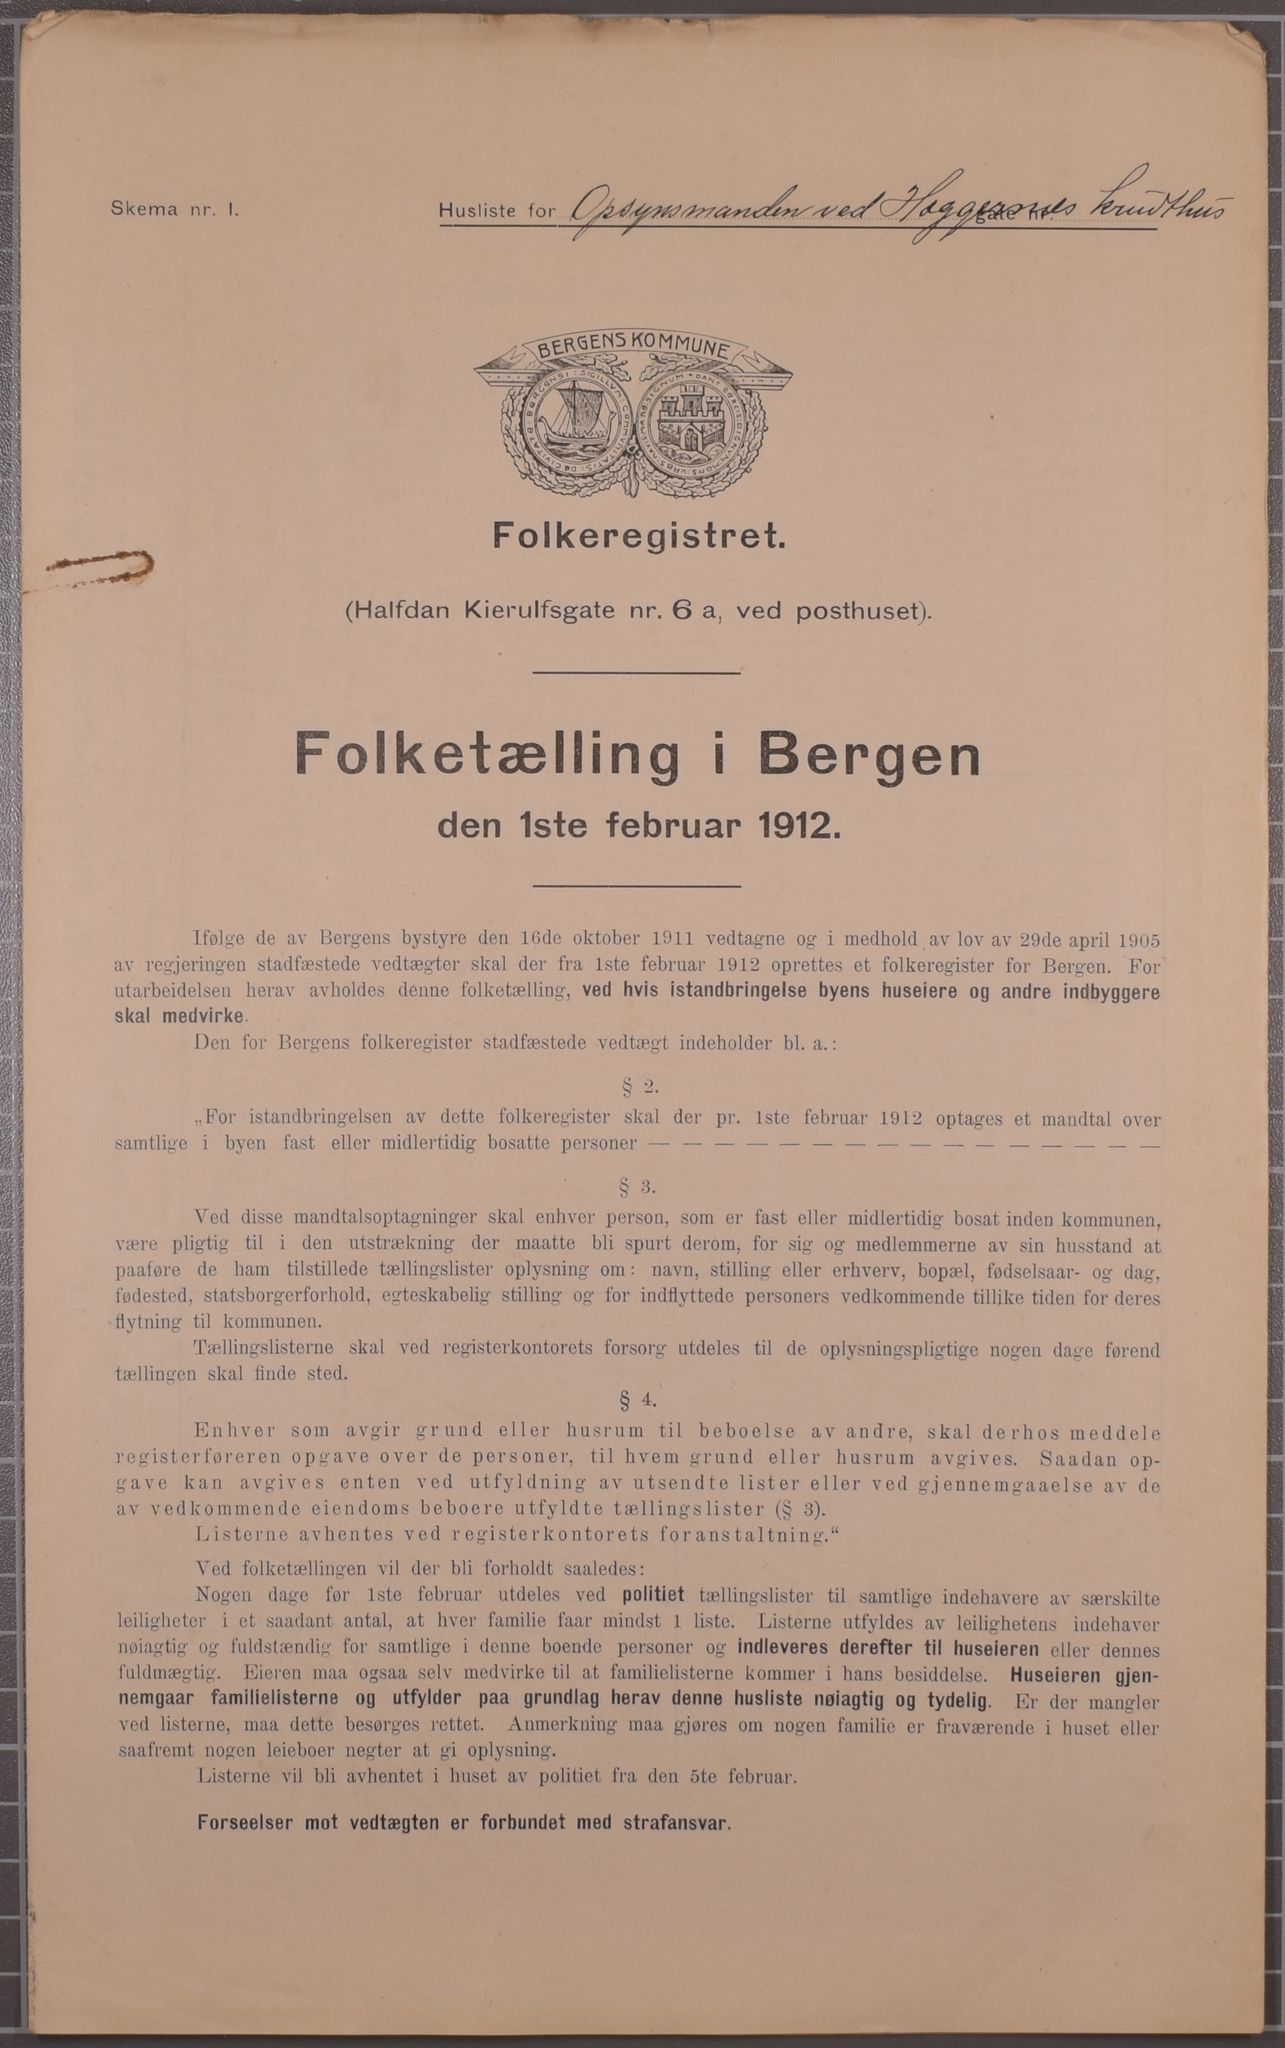 Skema nr. 1.
Husliste for Opsynsmanden ved Heggernes krudthus
gate nr.
BERGENS KOMMUNE
Folkeregistret.
(Halfdan Kierulfsgate nr. 6 a, ved posthuset).
Folketælling i Bergen
den 1ste februar 1912.
Ifølge de av Bergens bystyre den 16de oktober 1911 vedtagne og i medhold av lov av 29de april 1905
av regjeringen stadfæstede vedtægter skal der fra 1ste februar 1912 oprettes et folkeregister for Bergen. For
utarbeidelsen herav avholdes denne folketælling, ved hvis istandbringelse byens huseiere og andre indbyggere
skal medvirke.
Den for Bergens folkeregister stadfæstede vedtægt indeholder bl. a.:
§ 2.
„For istandbringelsen av dette folkeregister skal der pr. 1ste februar 1912 optages et mandtal over
samtlige i byen fast eller midlertidig bosatte personer — — — — — — — — — — — — — — — —
§ 3.
Ved disse mandtalsoptagninger skal enhver person, som er fast eller midlertidig bosat inden kommunen,
være pligtig til i den utstrækning der maatte bli spurt derom, for sig og medlemmerne av sin husstand at
paaføre de ham tilstillede tællingslister oplysning om: navn, stilling eller erhverv, bopæl, fødselsaar- og dag,
fødested, statsborgerforhold, egteskabelig stilling og for indflyttede personers vedkommende tillike tiden for deres
flytning til kommunen.
Tællingslisterne skal ved registerkontorets forsorg utdeles til de oplysningspligtige nogen dage førend
tællingen skal finde sted.
§ 4.
Enhver som avgir grund eller husrum til beboelse av andre, skal derhos meddele
registerføreren opgave over de personer, til hvem grund eller husrum avgives. Saadan op-
gave kan avgives enten ved utfyldning av utsendte lister eller ved gjennemgaaelse av de
av vedkommende eiendoms beboere utfyldte tællingslister (§ 3).
Listerne avhentes ved registerkontorets foranstaltning.“
Ved folketællingen vil der bli forholdt saaledes:
Nogen dage før 1ste februar utdeles ved politiet tællingslister til samtlige indehavere av særskilte
leiligheter i et saadant antal, at hver familie faar mindst 1 liste. Listerne utfyldes av leilighetens indehaver
nøiagtig og fuldstændig for samtlige i denne boende personer og indleveres derefter til huseieren eller dennes
fuldmægtig. Eieren maa ogsaa selv medvirke til at familielisterne kommer i hans besiddelse. Huseieren gjen-
nemgaar familielisterne og utfylder paa grundlag herav denne husliste nøiagtig og tydelig. Er der mangler
ved listerne, maa dette besørges rettet. Anmerkning maa gjøres om nogen familie er fraværende i huset eller
saafremt nogen leieboer negter at gi oplysning.
Listerne vil bli avhentet i huset av politiet fra den 5te februar.
Forseelser mot vedtægten er forbundet med strafansvar.